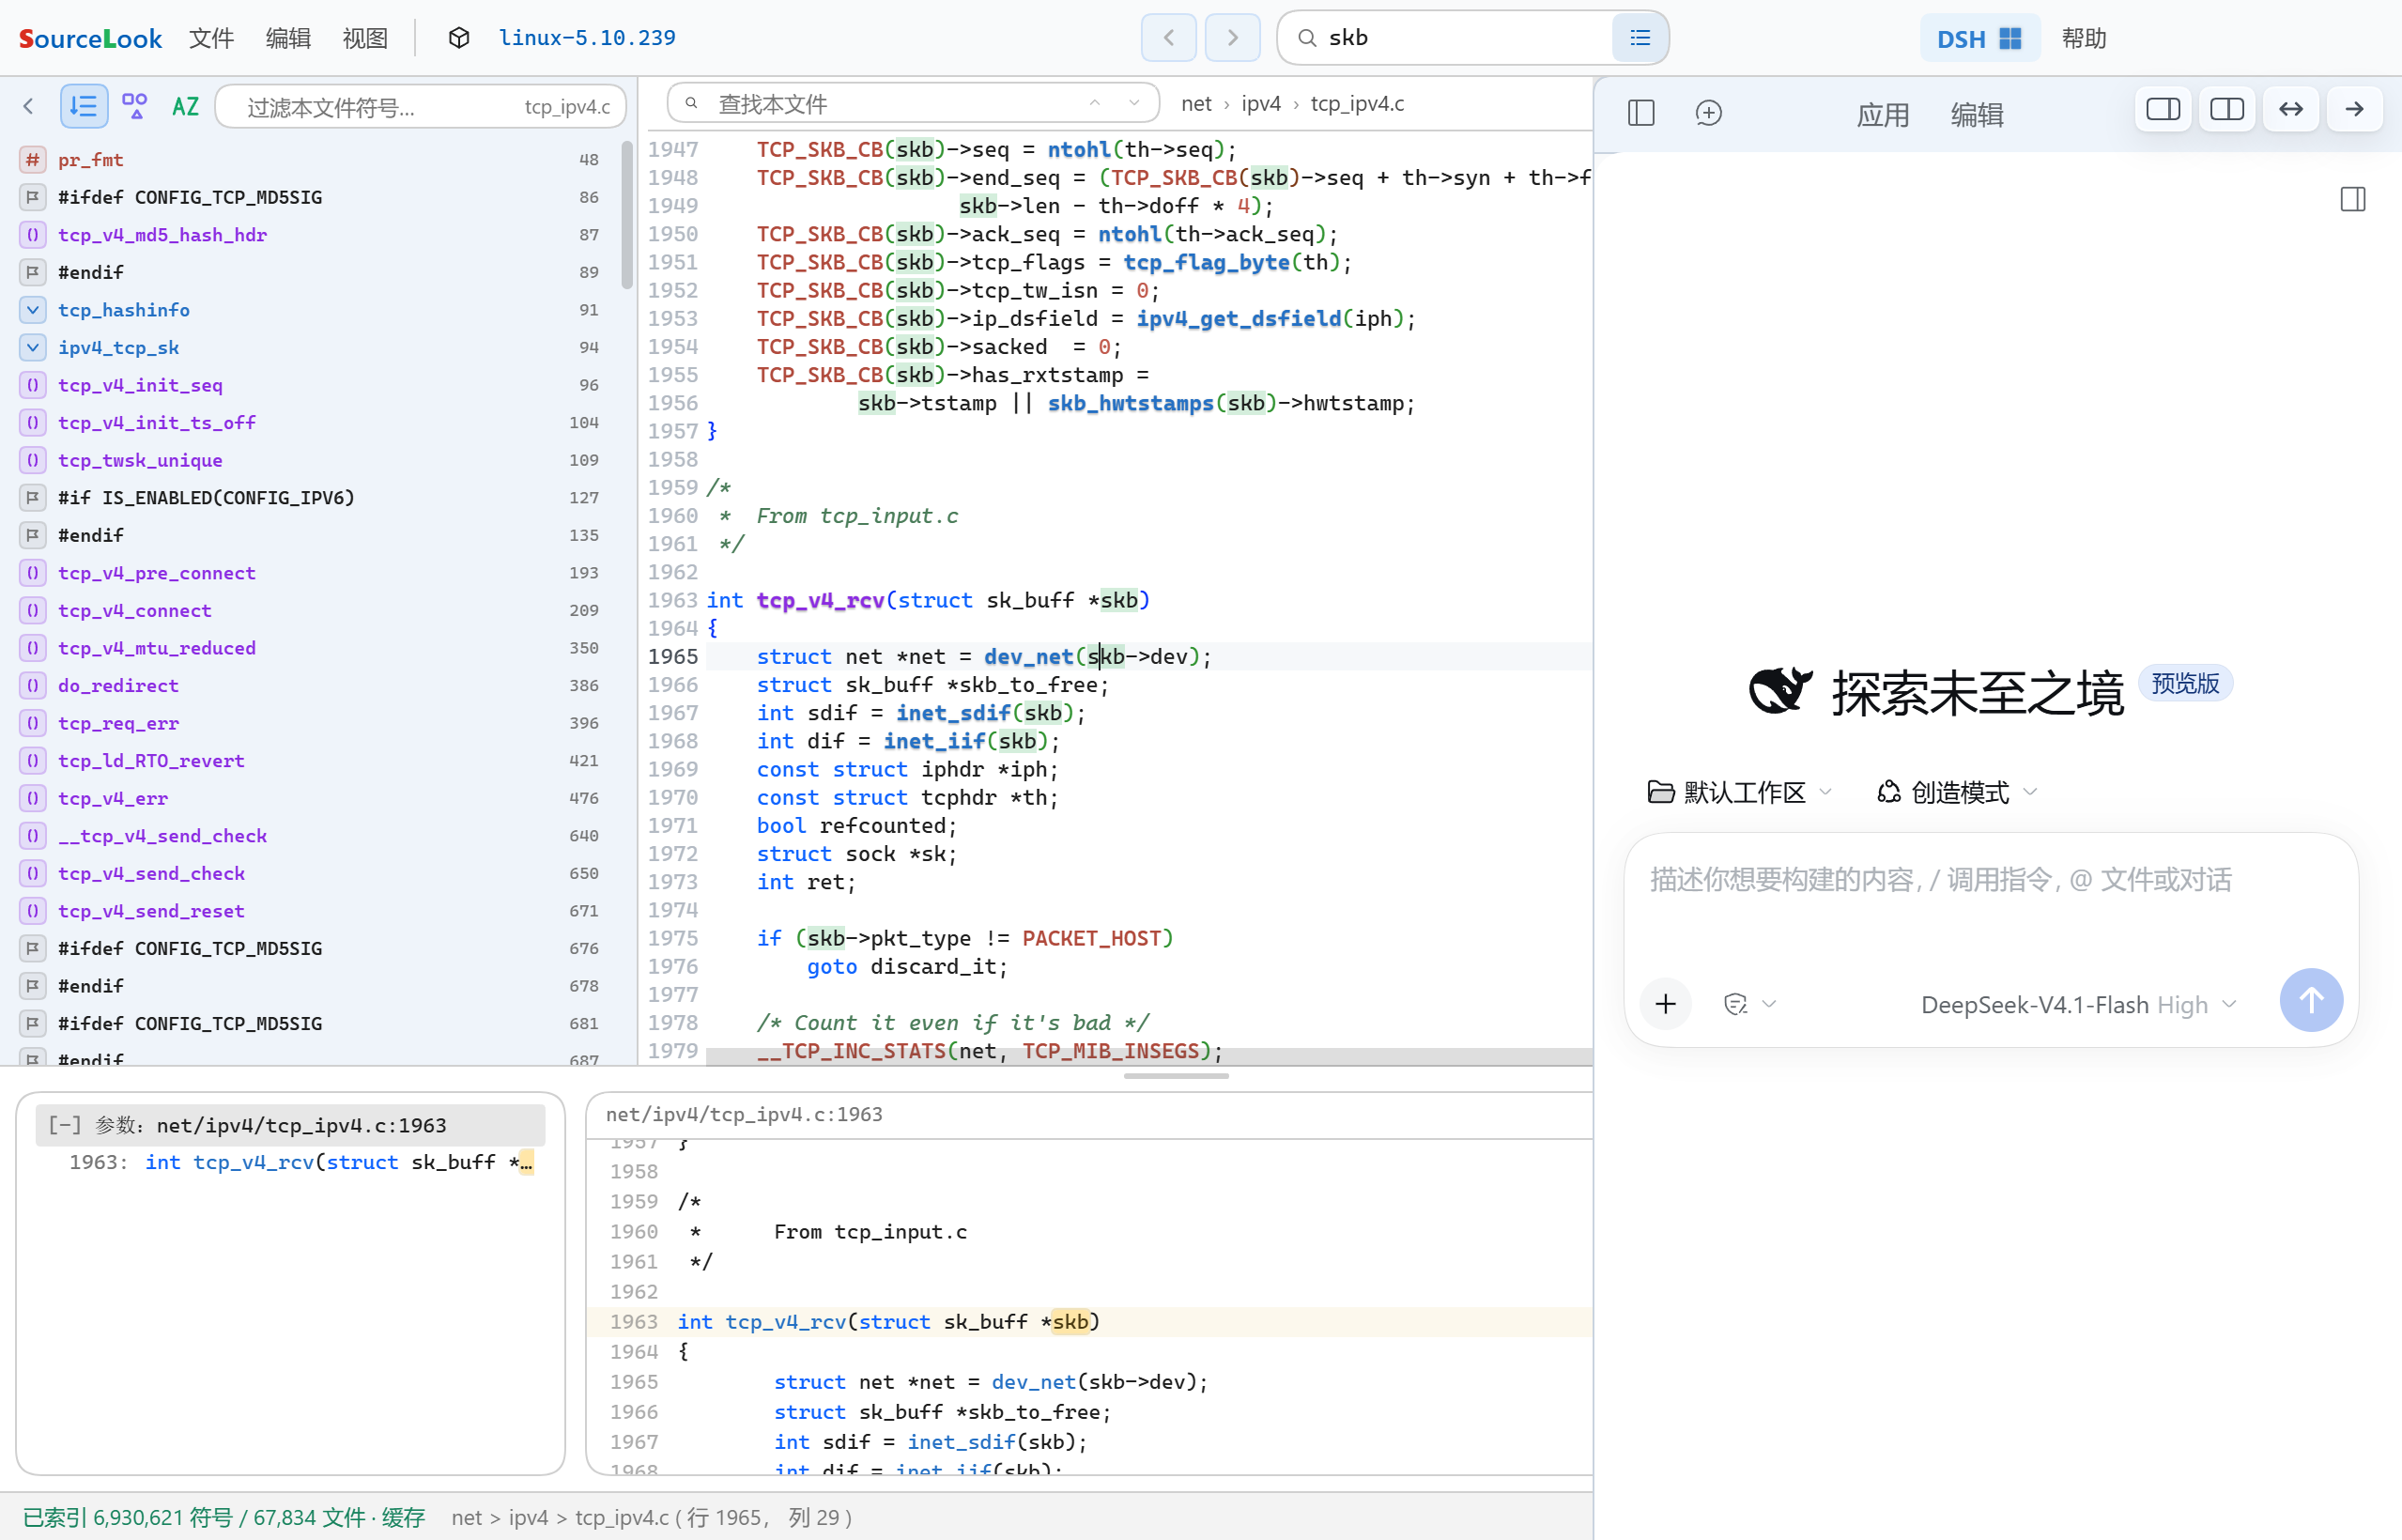 SourceLook 文件 编辑 视图 linux-5.10.239 skb DSH 帮助
AZ 过滤本文件符号... tcp_ipv4.c
# pr_fmt 48
#ifdef CONFIG_TCP_MD5SIG 86
() tcp_v4_md5_hash_hdr 87
#endif 89
tcp_hashinfo 91
ipv4_tcp_sk 94
() tcp_v4_init_seq 96
() tcp_v4_init_ts_off 104
() tcp_twsk_unique 109
#if IS_ENABLED(CONFIG_IPV6) 127
#endif 135
() tcp_v4_pre_connect 193
() tcp_v4_connect 209
() tcp_v4_mtu_reduced 350
() do_redirect 386
() tcp_req_err 396
() tcp_ld_RTO_revert 421
() tcp_v4_err 476
() __tcp_v4_send_check 640
() tcp_v4_send_check 650
() tcp_v4_send_reset 671
#ifdef CONFIG_TCP_MD5SIG 676
#endif 678
#ifdef CONFIG_TCP_MD5SIG 681
#endif 687
查找本文件 net › ipv4 › tcp_ipv4.c
1947 TCP_SKB_CB(skb)->seq = ntohl(th->seq);
1948 TCP_SKB_CB(skb)->end_seq = (TCP_SKB_CB(skb)->seq + th->syn + th->f
1949 skb->len - th->doff * 4);
1950 TCP_SKB_CB(skb)->ack_seq = ntohl(th->ack_seq);
1951 TCP_SKB_CB(skb)->tcp_flags = tcp_flag_byte(th);
1952 TCP_SKB_CB(skb)->tcp_tw_isn = 0;
1953 TCP_SKB_CB(skb)->ip_dsfield = ipv4_get_dsfield(iph);
1954 TCP_SKB_CB(skb)->sacked  = 0;
1955 TCP_SKB_CB(skb)->has_rxtstamp =
1956 skb->tstamp || skb_hwtstamps(skb)->hwtstamp;
1957 }
1958
1959 /*
1960  *  From tcp_input.c
1961  */
1962
1963 int tcp_v4_rcv(struct sk_buff *skb)
1964 {
1965 struct net *net = dev_net(skb->dev);
1966 struct sk_buff *skb_to_free;
1967 int sdif = inet_sdif(skb);
1968 int dif = inet_iif(skb);
1969 const struct iphdr *iph;
1970 const struct tcphdr *th;
1971 bool refcounted;
1972 struct sock *sk;
1973 int ret;
1974
1975 if (skb->pkt_type != PACKET_HOST)
1976 goto discard_it;
1977
1978 /* Count it even if it's bad */
1979 __TCP_INC_STATS(net, TCP_MIB_INSEGS);
应用 编辑
探索未至之境 预览版
默认工作区 创造模式
描述你想要构建的内容, / 调用指令, @ 文件或对话
DeepSeek-V4.1-Flash High
[-] 参数: net/ipv4/tcp_ipv4.c:1963
1963: int tcp_v4_rcv(struct sk_buff *…
net/ipv4/tcp_ipv4.c:1963
1957 }
1958
1959 /*
1960  *      From tcp_input.c
1961  */
1962
1963 int tcp_v4_rcv(struct sk_buff *skb)
1964 {
1965 struct net *net = dev_net(skb->dev);
1966 struct sk_buff *skb_to_free;
1967 int sdif = inet_sdif(skb);
1968 int dif = inet_iif(skb);
已索引 6,930,621 符号 / 67,834 文件 · 缓存 net > ipv4 > tcp_ipv4.c ( 行 1965,  列 29 )